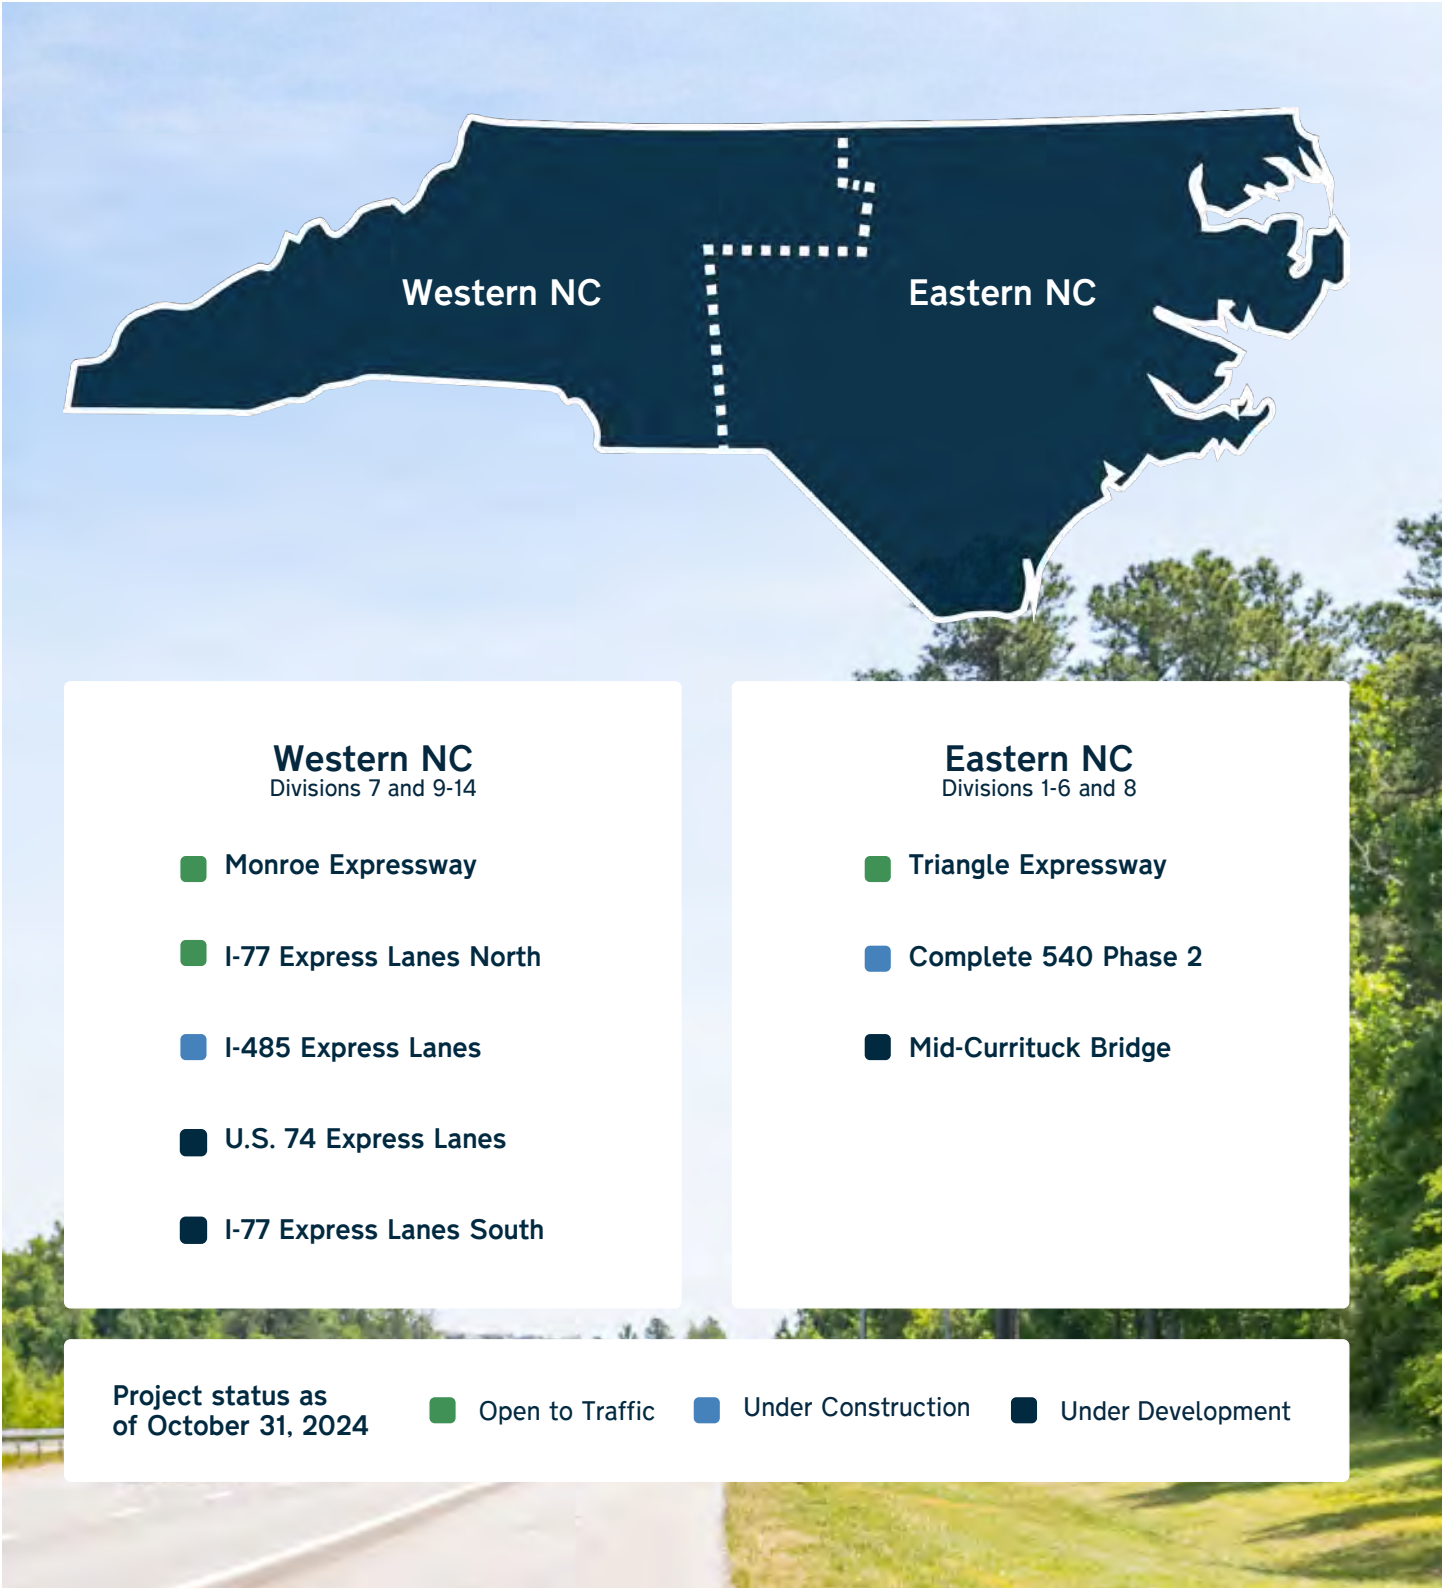 Western NC
Eastern NC
Western NC
Divisions 7 and 9-14
Monroe Expressway
I-77 Express Lanes North
I-485 Express Lanes
U.S. 74 Express Lanes
I-77 Express Lanes South
Eastern NC
Divisions 1-6 and 8
Triangle Expressway
Complete 540 Phase 2
Mid-Currituck Bridge
Project status as
of October 31, 2024
Open to Traffic
Under Construction
Under Development